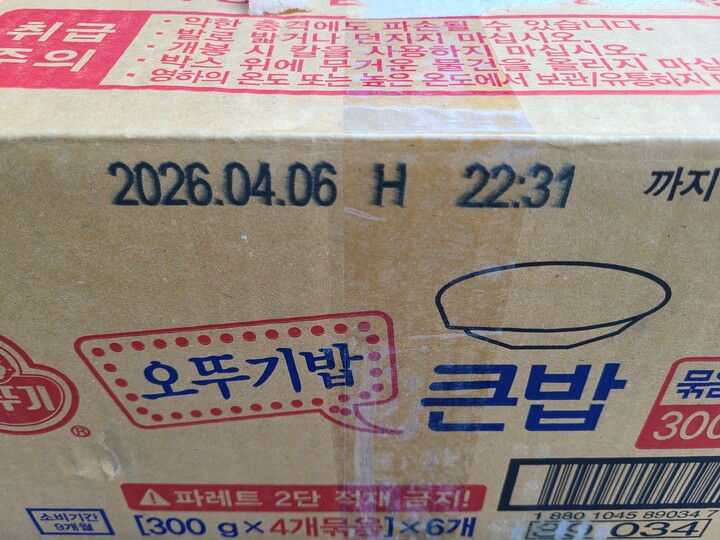 취급
주의
· 약한 충격에도 파손될 수 있습니다.
· 발로 밟거나 던지지 마십시오.
· 개봉 시 칼을 사용하지 마십시오.
· 박스 위에 무거운 물건을 올리지 마십
· 영하의 온도 또는 높은 온도에서 보관/유통하지
2026.04.06 H 22:31 까지
오뚜기밥
큰밥
뚜기
®
묶음
300
⚠ 파레트 2단 적재 금지!
소비기간
9개월
[300 g×4개묶음]×6개
1 880 1045 89034 7
034